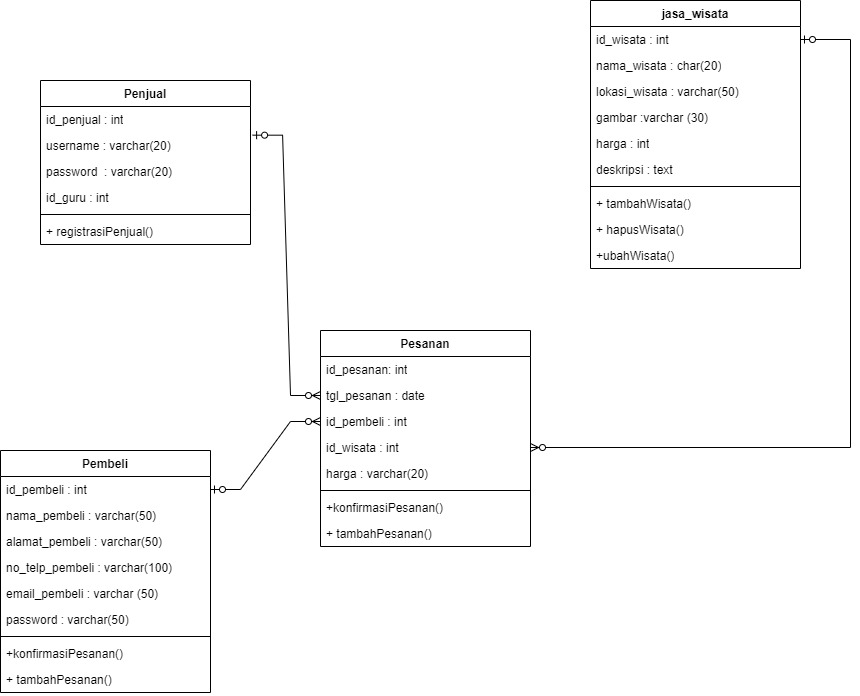 jasa_wisata
id_wisata : int
nama_wisata : char(20)
lokasi_wisata : varchar(50)
gambar :varchar (30)
harga : int
deskripsi : text
+ tambahWisata()
+ hapusWisata()
+ubahWisata()
Penjual
id_penjual : int
username : varchar(20)
password  : varchar(20)
id_guru : int
+ registrasiPenjual()
Pesanan
id_pesanan: int
tgl_pesanan : date
id_pembeli : int
id_wisata : int
harga : varchar(20)
+konfirmasiPesanan()
+ tambahPesanan()
Pembeli
id_pembeli : int
nama_pembeli : varchar(50)
alamat_pembeli : varchar(50)
no_telp_pembeli : varchar(100)
email_pembeli : varchar (50)
password : varchar(50)
+konfirmasiPesanan()
+ tambahPesanan()